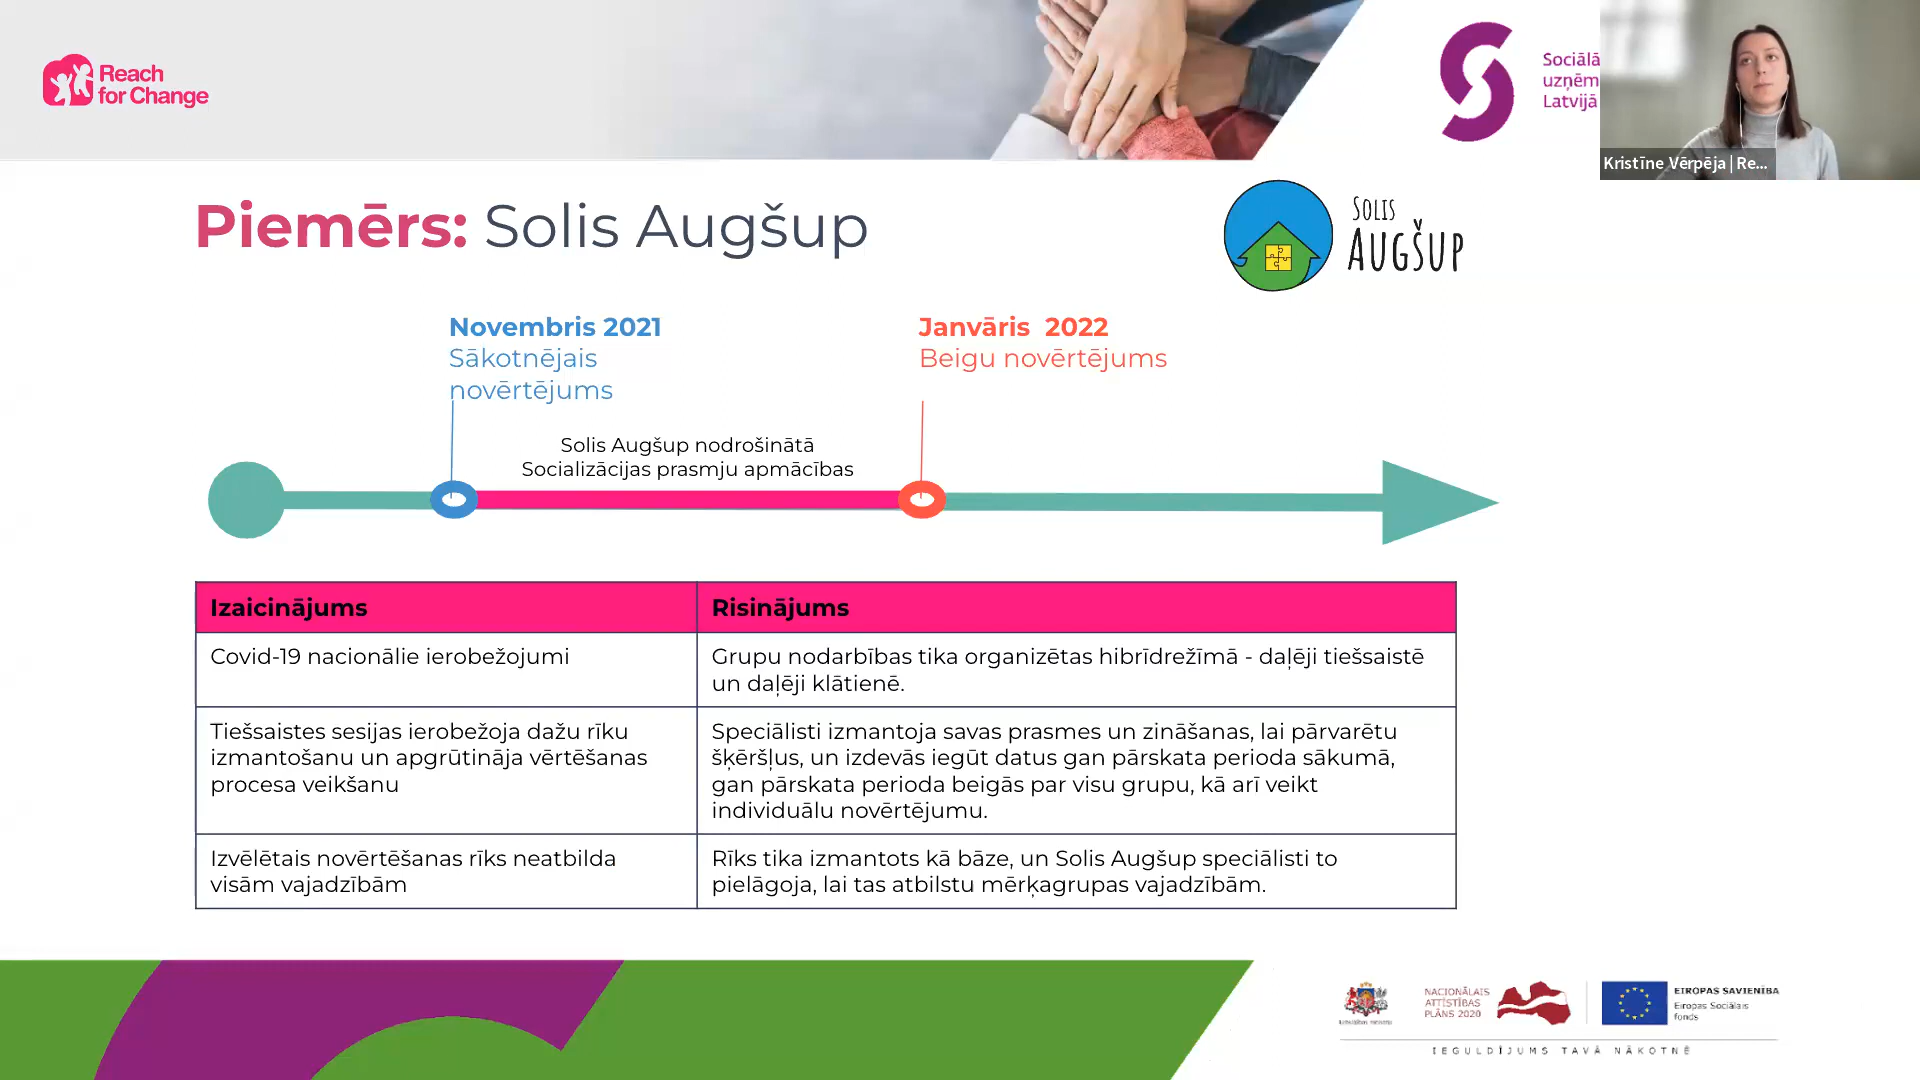 Reach
for Change
Sociālā
uzņēm
Latvijā
Kristīne Vērpēja | Re...
Piemērs: Solis Augšup
SOLIS
AUGŠUP
Novembris 2021
Sākotnējais
novērtējums
Janvāris 2022
Beigu novērtējums
Solis Augšup nodrošinātā
Socializācijas prasmju apmācības
Izaicinājums
Risinājums
Covid-19 nacionālie ierobežojumi
Grupu nodarbības tika organizētas hibrīdrežīmā - daļēji tiešsaistē
un daļēji klātienē.
Tiešsaistes sesijas ierobežoja dažu rīku
izmantošanu un apgrūtināja vērtēšanas
procesa veikšanu
Speciālisti izmantoja savas prasmes un zināšanas, lai pārvarētu
šķēršļus, un izdevās iegūt datus gan pārskata perioda sākumā,
gan pārskata perioda beigās par visu grupu, kā arī veikt
individuālu novērtējumu.
Izvēlētais novērtēšanas rīks neatbilda
visām vajadzībām
Rīks tika izmantots kā bāze, un Solis Augšup speciālisti to
pielāgoja, lai tas atbilstu mērķagrupas vajadzībām.
NACIONĀLAIS
ATTĪSTĪBAS
PLĀNS 2020
EIROPAS SAVIENĪBA
Eiropas Sociālais
fonds
IEGULDĪJUMS TAVĀ NĀKOTNĒ